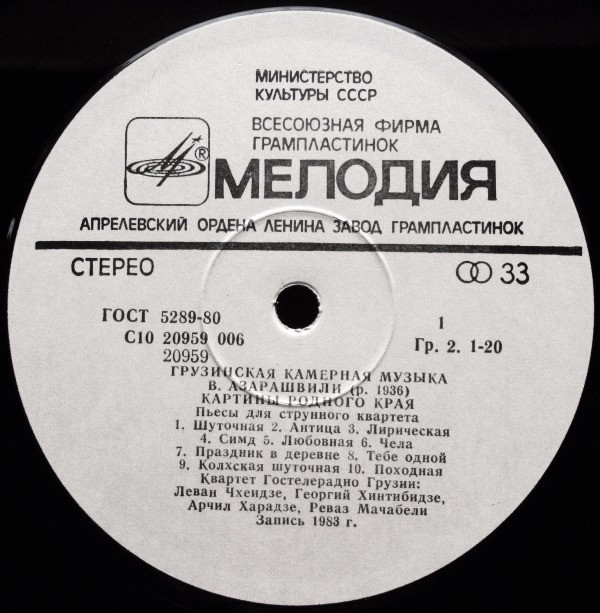 МИНИСТЕРСТВО
КУЛЬТУРЫ СССР
ВСЕСОЮЗНАЯ ФИРМА
ГРАМПЛАСТИНОК
®
МЕЛОДИЯ
АПРЕЛЕВСКИЙ ОРДЕНА ЛЕНИНА ЗАВОД ГРАМПЛАСТИНОК
СТЕРЕО
33
ГОСТ 5289-80
1
С10 20959 006
Гр. 2. 1-20
20959
ГРУЗИНСКАЯ КАМЕРНАЯ МУЗЫКА
В. АЗАРАШВИЛИ (р. 1936)
КАРТИНЫ РОДНОГО КРАЯ
Пьесы для струнного квартета
1. Шуточная 2. Антица 3. Лирическая
4. Симд 5. Любовная 6. Чела
7. Праздник в деревне 8. Тебе одной
9. Колхская шуточная 10. Походная
Квартет Гостелерадио Грузии:
Леван Чхеидзе, Георгий Хинтибидзе,
Арчил Харадзе, Реваз Мачабели
Запись 1983 г.